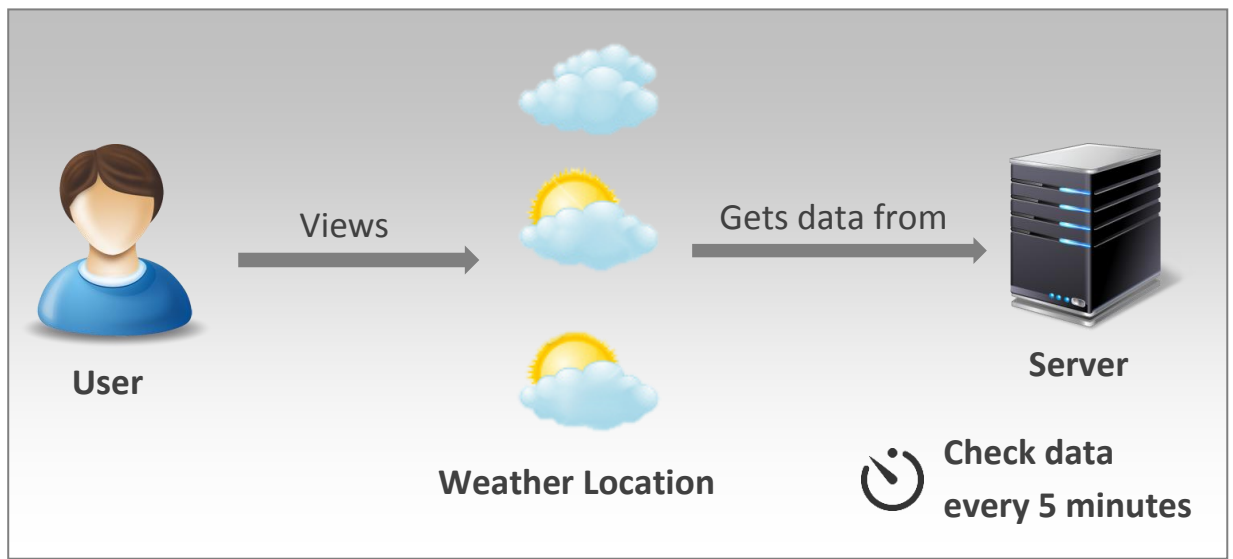 Views
Gets data from
User
Weather Location
Server
Check data
every 5 minutes